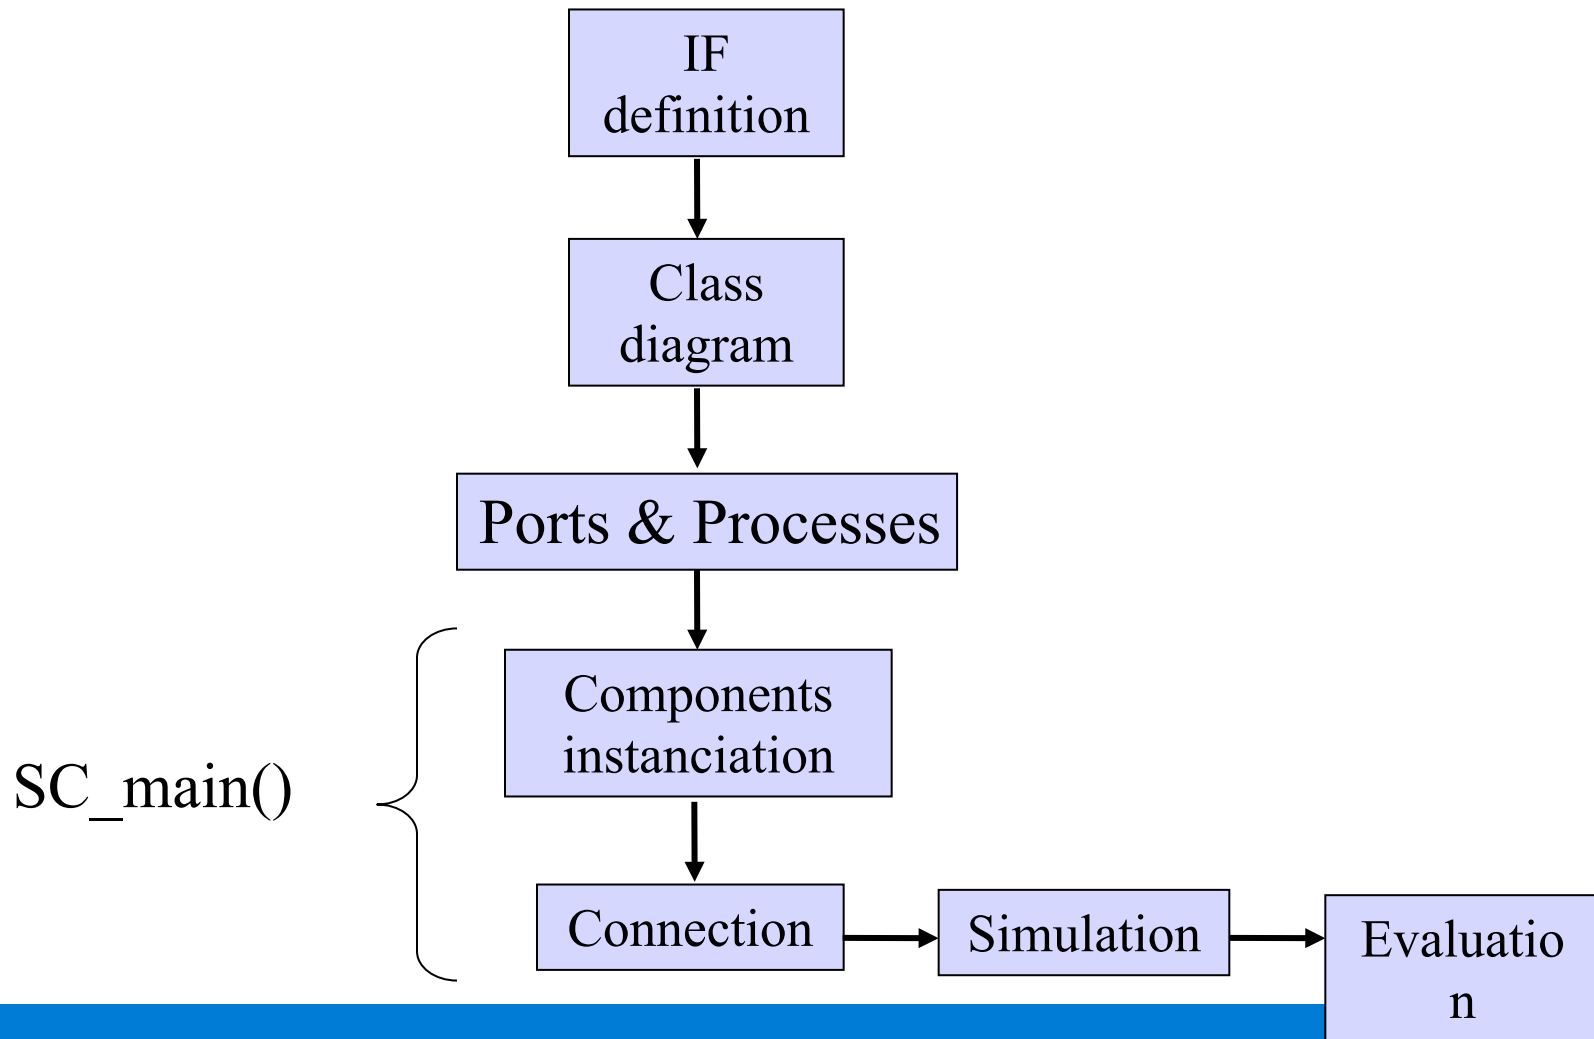 IF
definition
Class
diagram
Ports & Processes
Components
instanciation
SC_main()
Connection
Simulation
Evaluatio
n